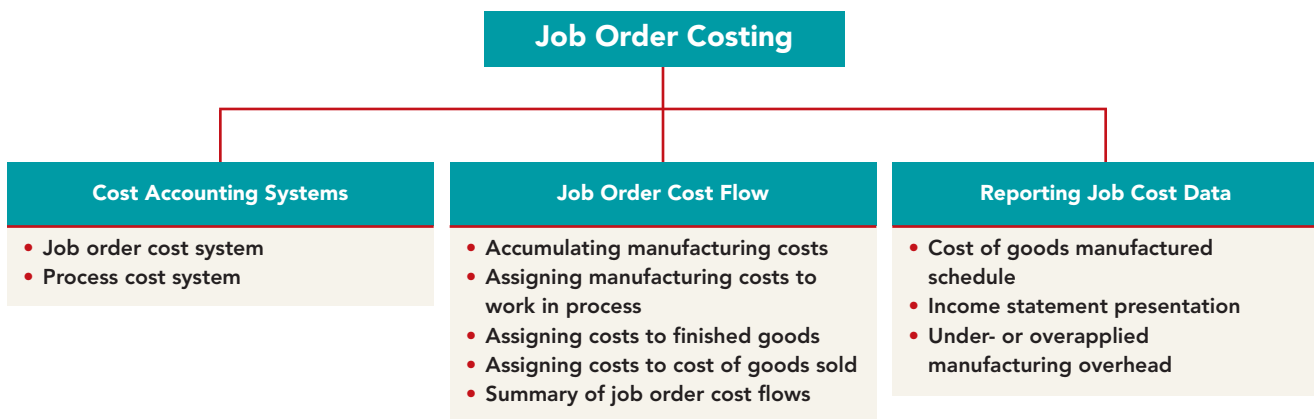 Job Order Costing
Cost Accounting Systems
• Job order cost system
• Process cost system
Job Order Cost Flow
• Accumulating manufacturing costs
• Assigning manufacturing costs to
work in process
• Assigning costs to finished goods
• Assigning costs to cost of goods sold
• Summary of job order cost flows
Reporting Job Cost Data
• Cost of goods manufactured
schedule
• Income statement presentation
• Under- or overapplied
manufacturing overhead